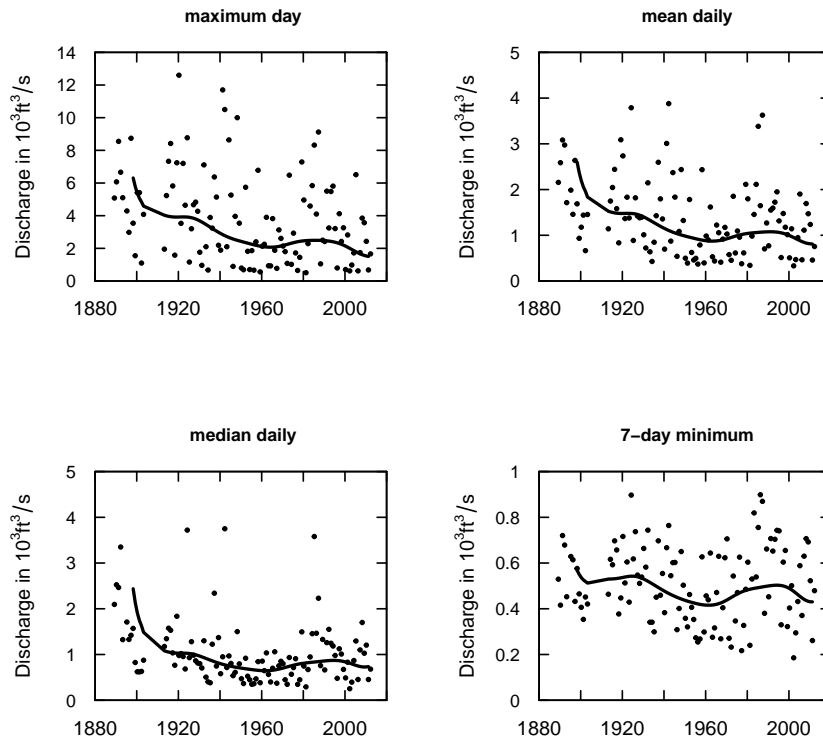 maximum day
Discharge in 10³ft³/s
14
12
10
8
6
4
2
0
1880 1920 1960 2000
mean daily
Discharge in 10³ft³/s
5
4
3
2
1
0
1880 1920 1960 2000
median daily
Discharge in 10³ft³/s
5
4
3
2
1
0
1880 1920 1960 2000
7−day minimum
Discharge in 10³ft³/s
1
0.8
0.6
0.4
0.2
0
1880 1920 1960 2000